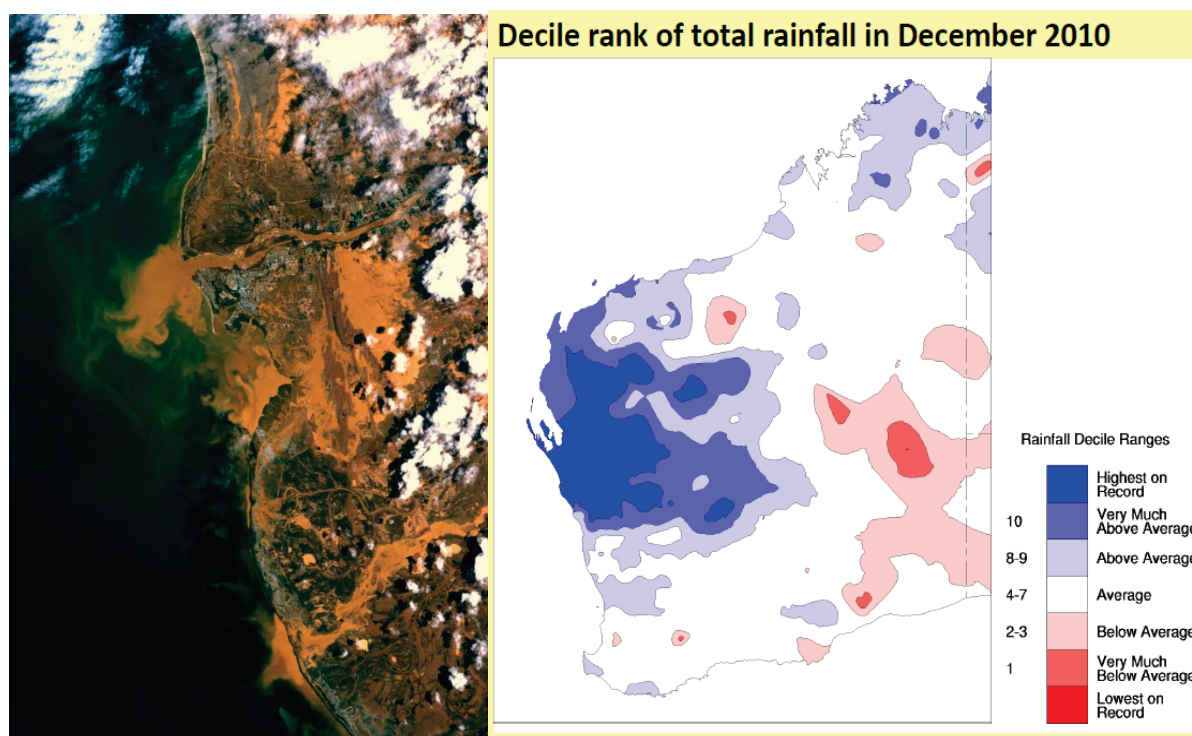 Decile rank of total rainfall in December 2010
Rainfall Decile Ranges
Highest on
Record
10
Very Much
Above Average
8-9
Above Average
4-7
Average
2-3
Below Average
1
Very Much
Below Average
Lowest on
Record